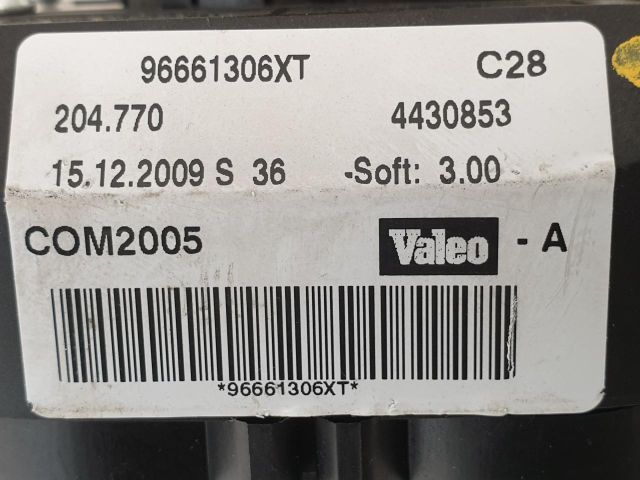 96661306XT C28
204.770 4430853
15.12.2009 S 36 -Soft: 3.00
COM2005 Valeo - A
*96661306XT*